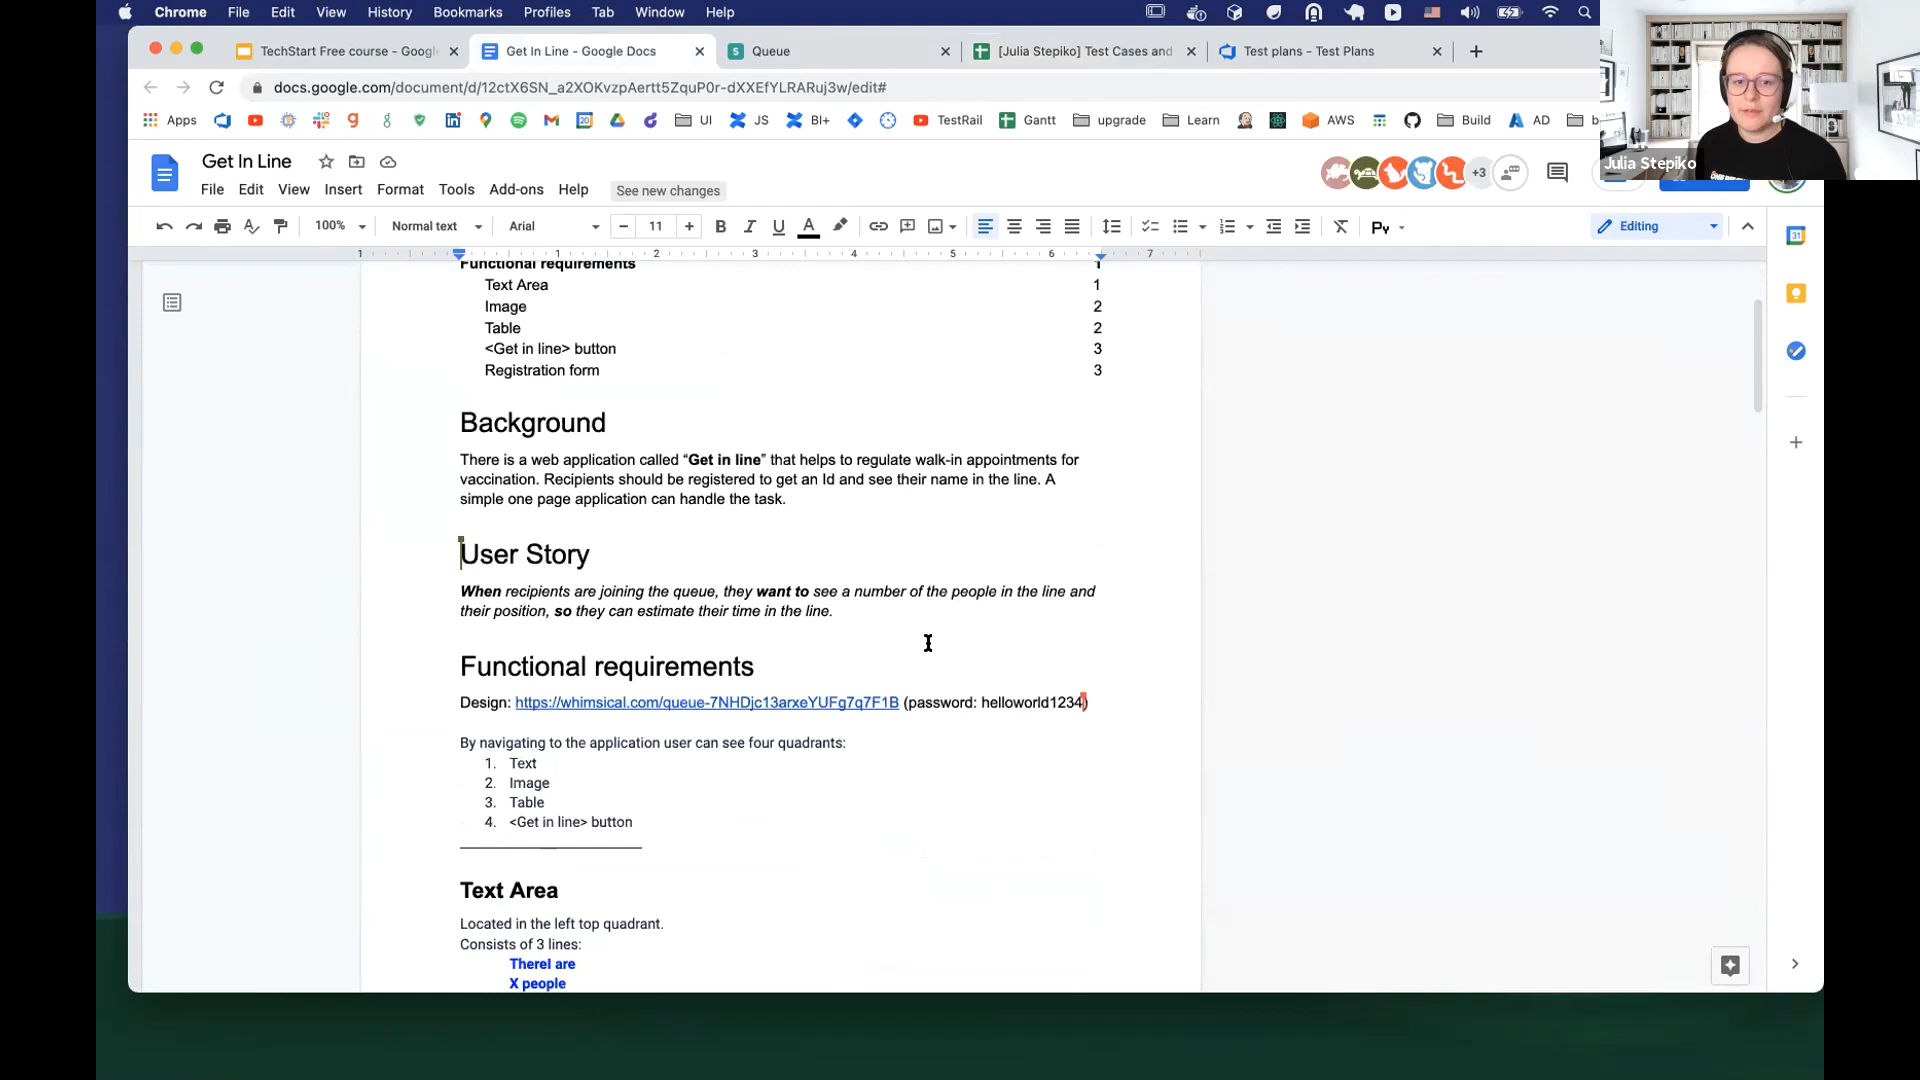 Chrome File Edit View History Bookmarks Profiles Tab Window Help
TechStart Free course - Google
Get In Line - Google Docs
Queue
[Julia Stepiko] Test Cases and
Test plans - Test Plans
docs.google.com/document/d/12ctX6SN_a2XOKvzpAertt5ZquP0r-dXXEfYLRARuj3w/edit#
Apps UI JS BI+ TestRail Gantt upgrade Learn AWS Build AD b
Julia Stepiko
Get In Line
+3
File Edit View Insert Format Tools Add-ons Help See new changes
100% Normal text Arial 11 B I U A Editing
1 1 2 3 4 5 6 7
Functional requirements 1
Text Area 1
Image 2
Table 2
<Get in line> button 3
Registration form 3
Background
There is a web application called “Get in line” that helps to regulate walk-in appointments for
vaccination. Recipients should be registered to get an Id and see their name in the line. A
simple one page application can handle the task.
User Story
When recipients are joining the queue, they want to see a number of the people in the line and
their position, so they can estimate their time in the line.
Functional requirements
Design: https://whimsical.com/queue-7NHDjc13arxeYUFg7q7F1B (password: helloworld1234)
By navigating to the application user can see four quadrants:
1. Text
2. Image
3. Table
4. <Get in line> button
Text Area
Located in the left top quadrant.
Consists of 3 lines:
ThereI are
X people